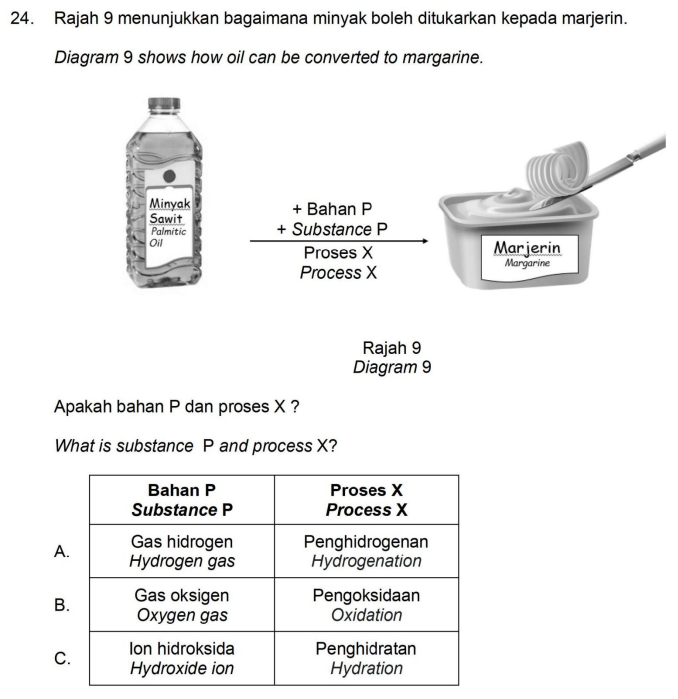 24. Rajah 9 menunjukkan bagaimana minyak boleh ditukarkan kepada marjerin.
Diagram 9 shows how oil can be converted to margarine.
Minyak
Sawit
Palmitic
Oil
+ Bahan P
+ Substance P
Proses X
Process X
Marjerin
Margarine
Rajah 9
Diagram 9
Apakah bahan P dan proses X ?
What is substance P and process X?
Bahan P
Substance P
Proses X
Process X
A.
Gas hidrogen
Hydrogen gas
Penghidrogenan
Hydrogenation
B.
Gas oksigen
Oxygen gas
Pengoksidaan
Oxidation
C.
Ion hidroksida
Hydroxide ion
Penghidratan
Hydration